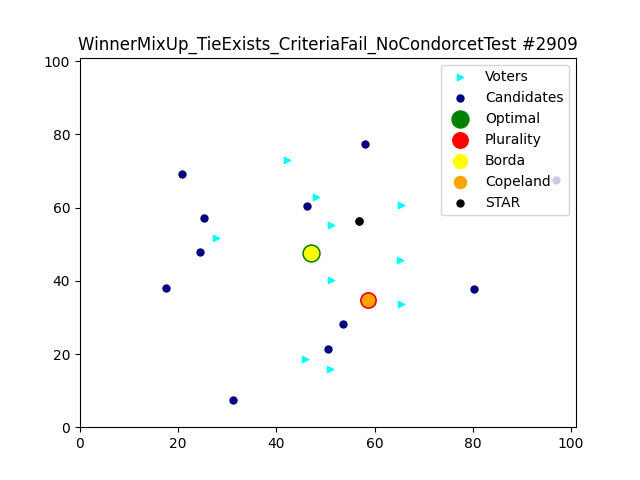 WinnerMixUp_TieExists_CriteriaFail_NoCondorcetTest #2909
100
80
60
40
20
0
0 20 40 60 80 100
Voters
Candidates
Optimal
Plurality
Borda
Copeland
STAR